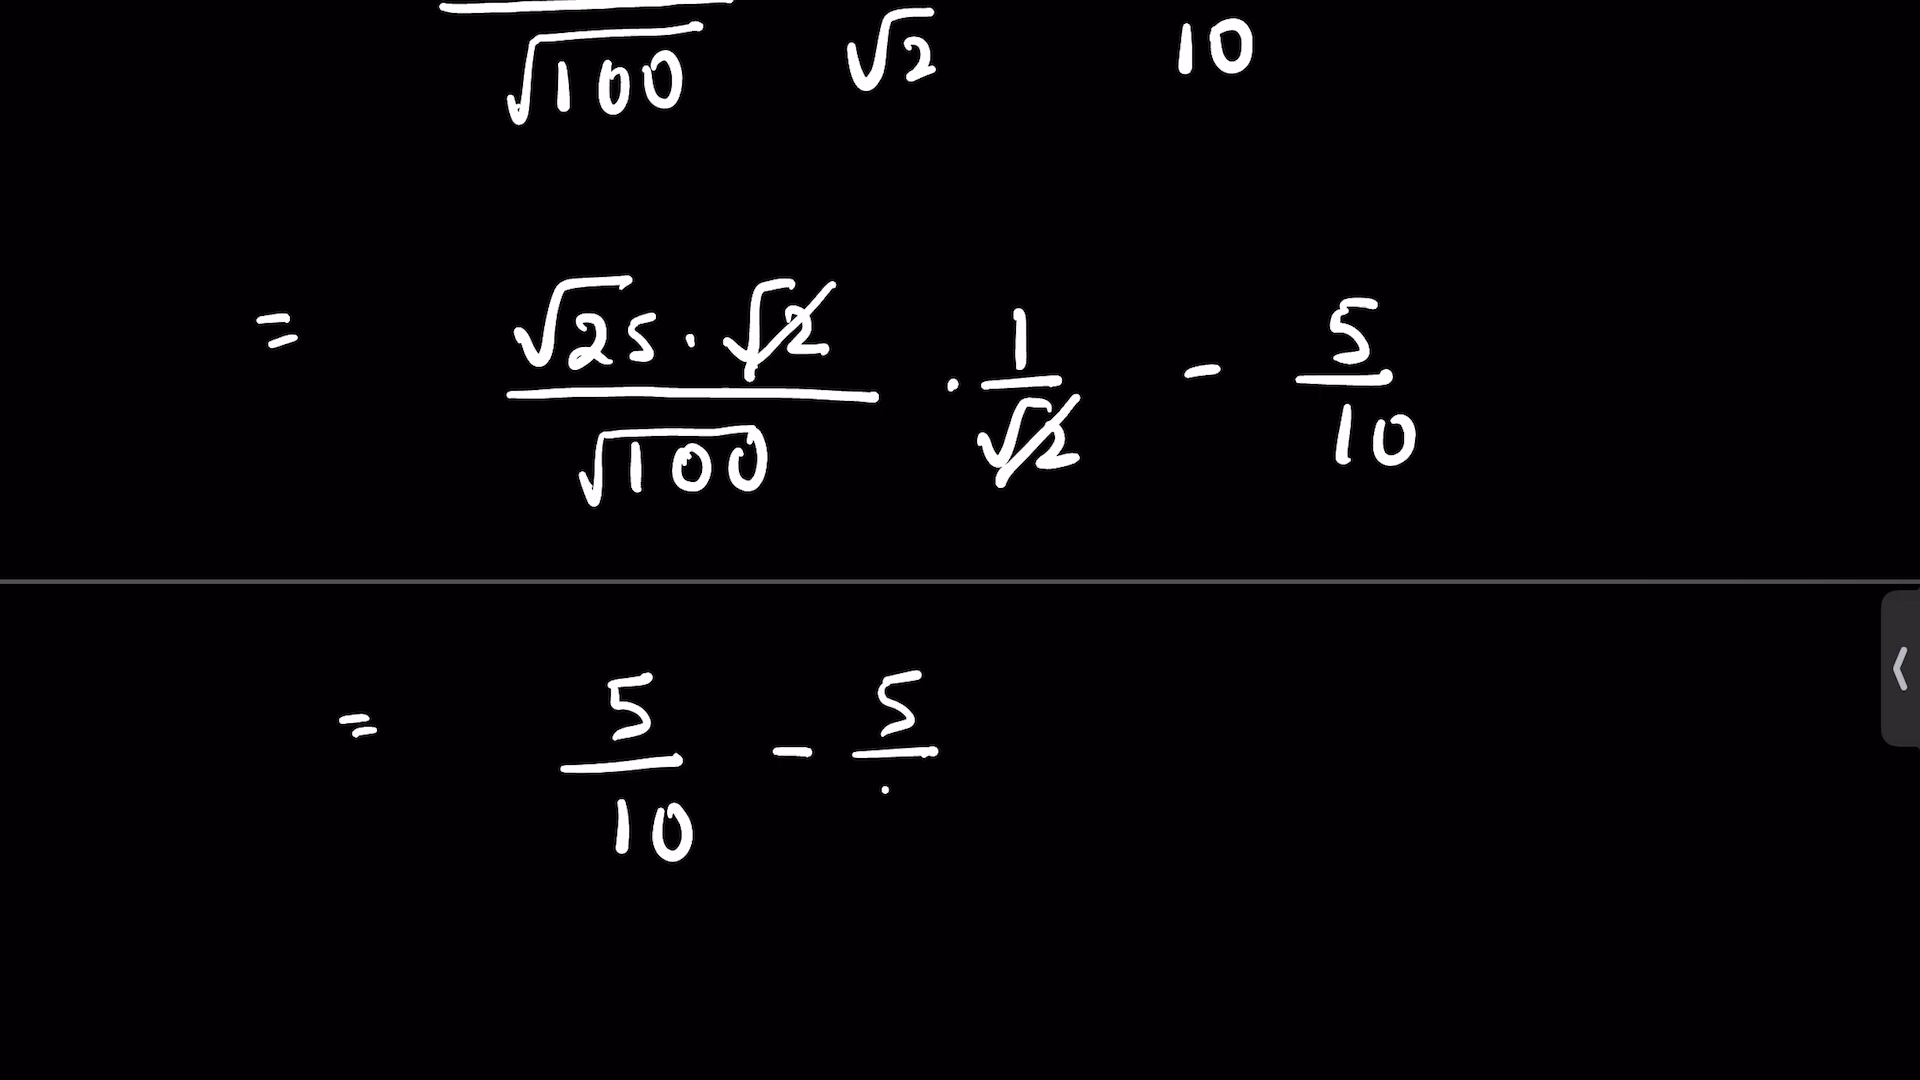 √100 √2 10
= √25 · √2 / √100 · 1 / √2 - 5 / 10
= 5 / 10 - 5 /